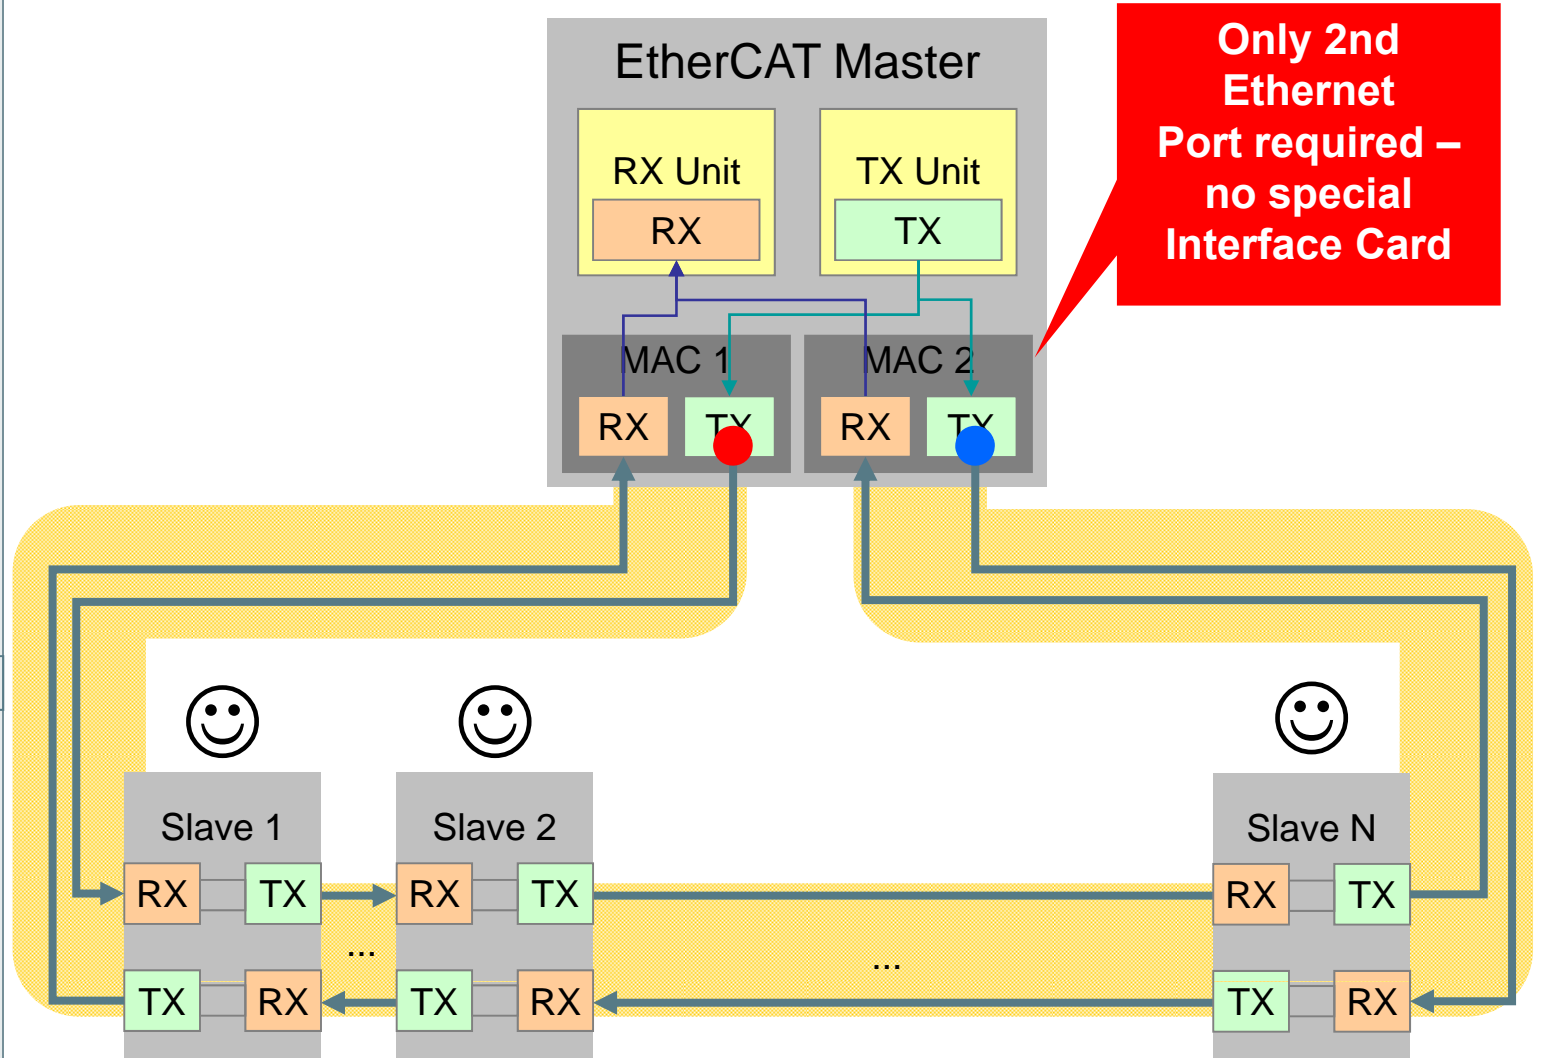 EtherCAT Master
Only 2nd
Ethernet
Port required –
no special
Interface Card
RX Unit
TX Unit
RX
TX
MAC 1
MAC 2
RX
TX
RX
TX
Slave 1
Slave 2
Slave N
RX
TX
RX
TX
RX
TX
...
...
TX
RX
TX
RX
TX
RX